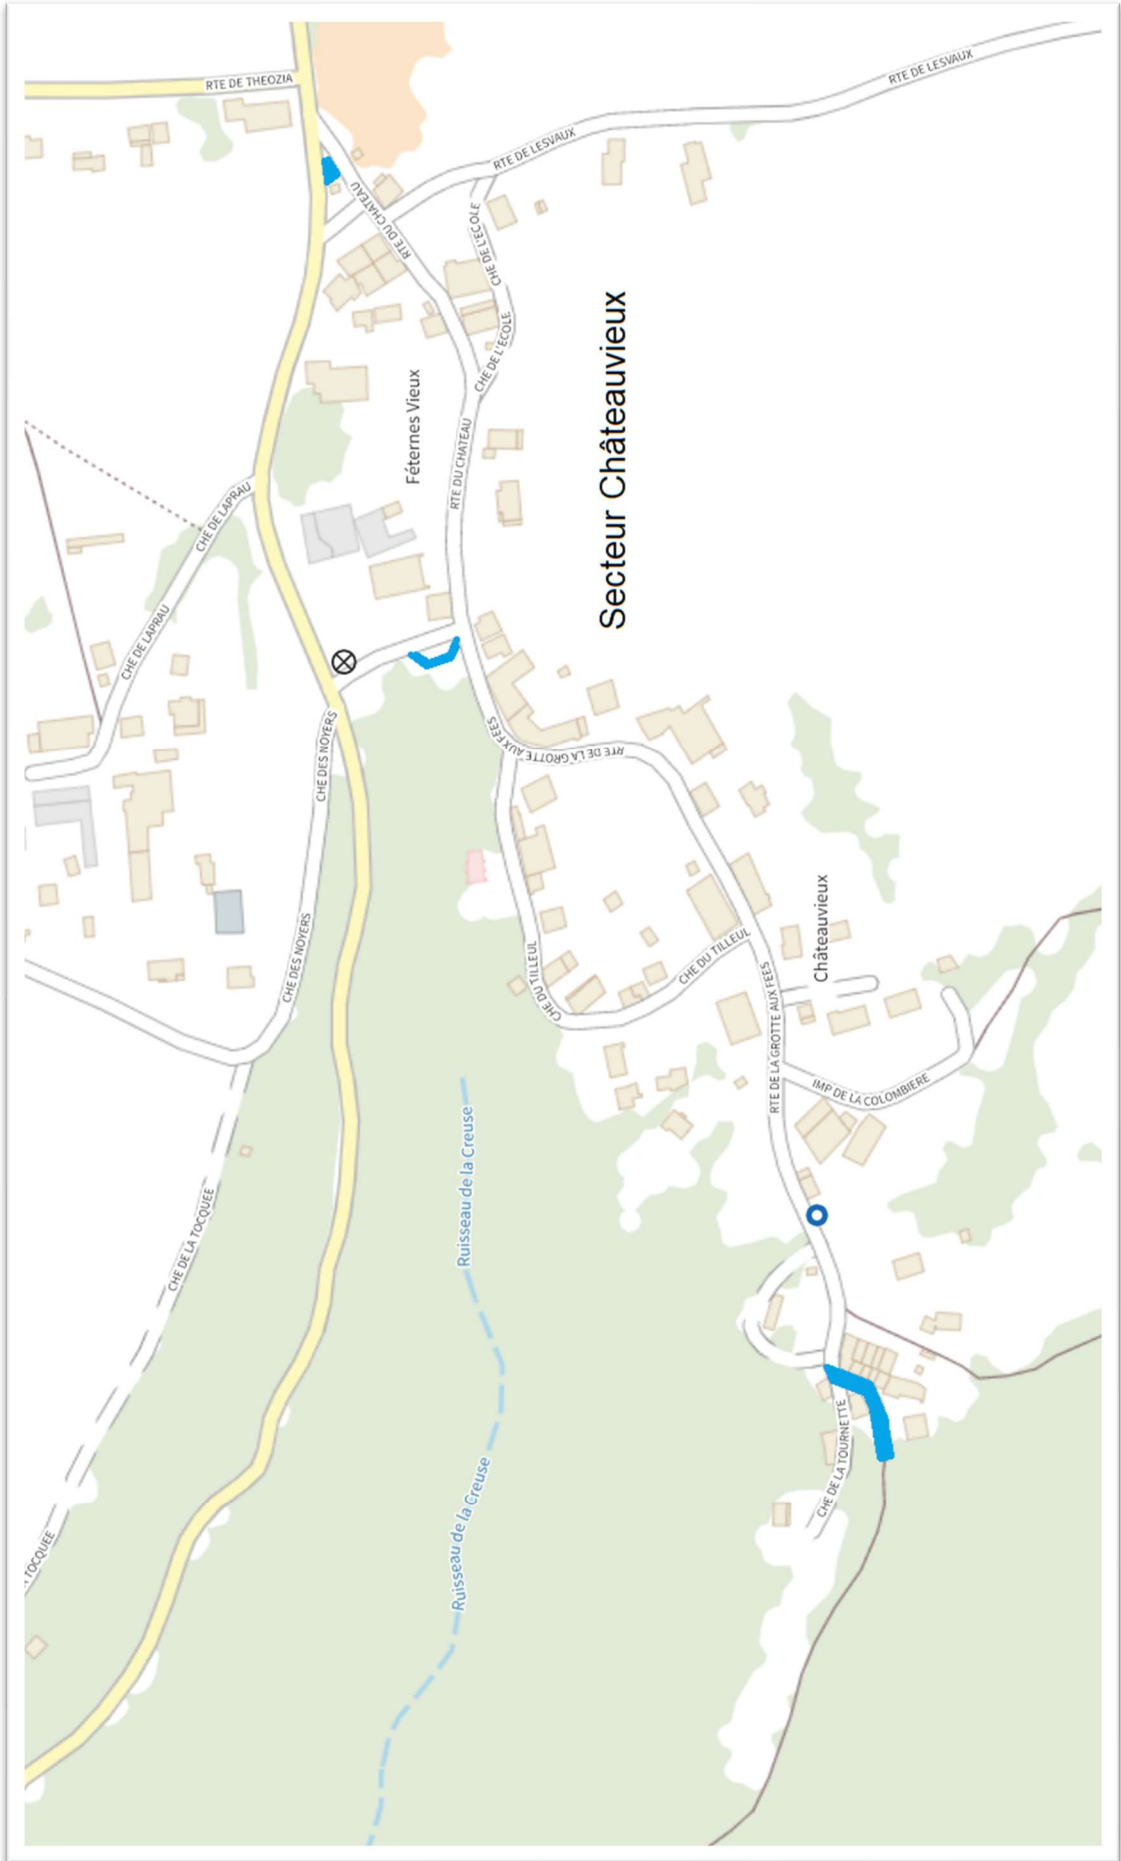 RTE DE THEOZIA
RTE DE LESVAUX
RTE DE LESVAUX
RTE DU CHATEAU
CHE DE L'ECOLE
CHE DE L'ECOLE
Féternes Vieux
RTE DU CHATEAU
Secteur Châteauvieux
CHE DE LAPRAU
CHE DE LAPRAU
CHE DES NOYERS
RTE DE LA GROTTE AUX FEES
CHE DES NOYERS
CHE DU TILLEUL
CHE DU TILLEUL
Châteauvieux
RTE DE LA GROTTE AUX FEES
IMP DE LA COLOMBIERE
CHE DE LA TOCQUEE
Ruisseau de la Creuse
Ruisseau de la Creuse
CHE DE LA TOURNETTE
TOCQUEE